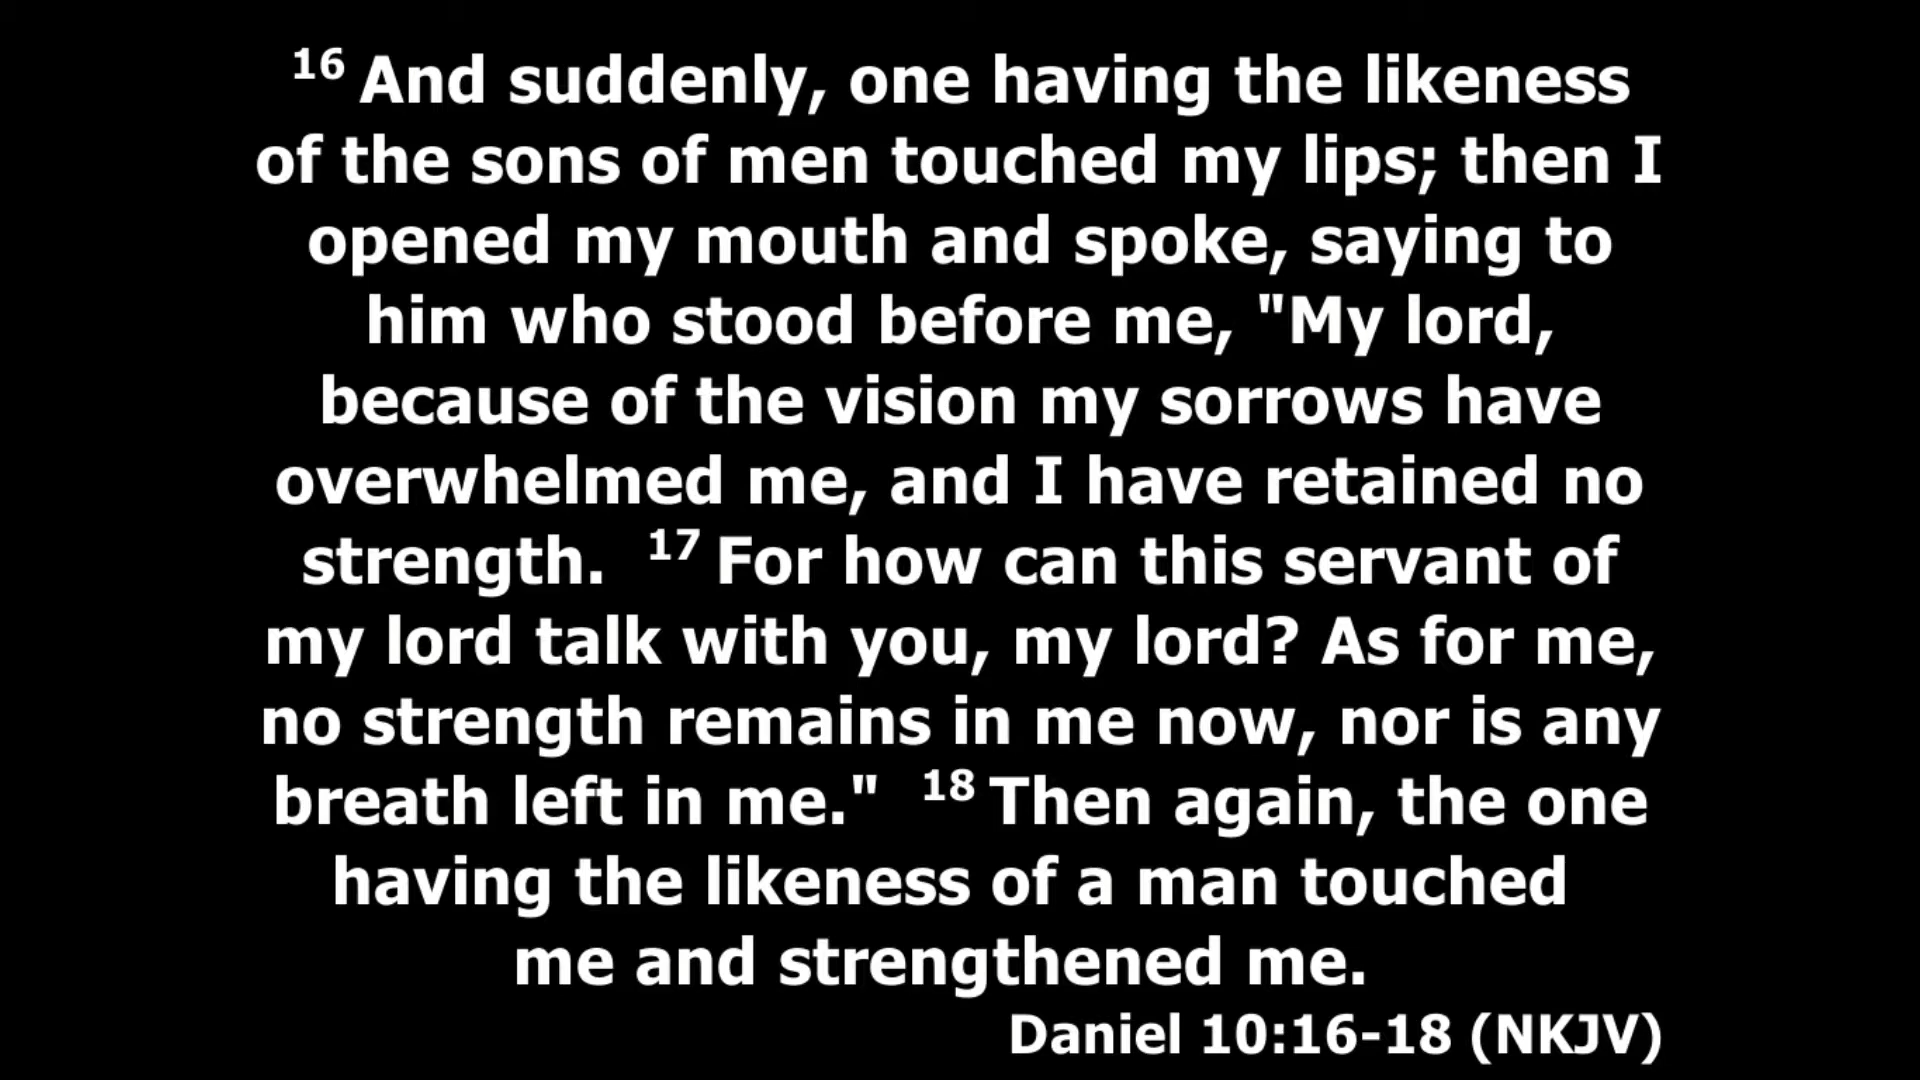 16 And suddenly, one having the likeness
of the sons of men touched my lips; then I
opened my mouth and spoke, saying to
him who stood before me, "My lord,
because of the vision my sorrows have
overwhelmed me, and I have retained no
strength. 17 For how can this servant of
my lord talk with you, my lord? As for me,
no strength remains in me now, nor is any
breath left in me." 18 Then again, the one
having the likeness of a man touched
me and strengthened me.
Daniel 10:16-18 (NKJV)